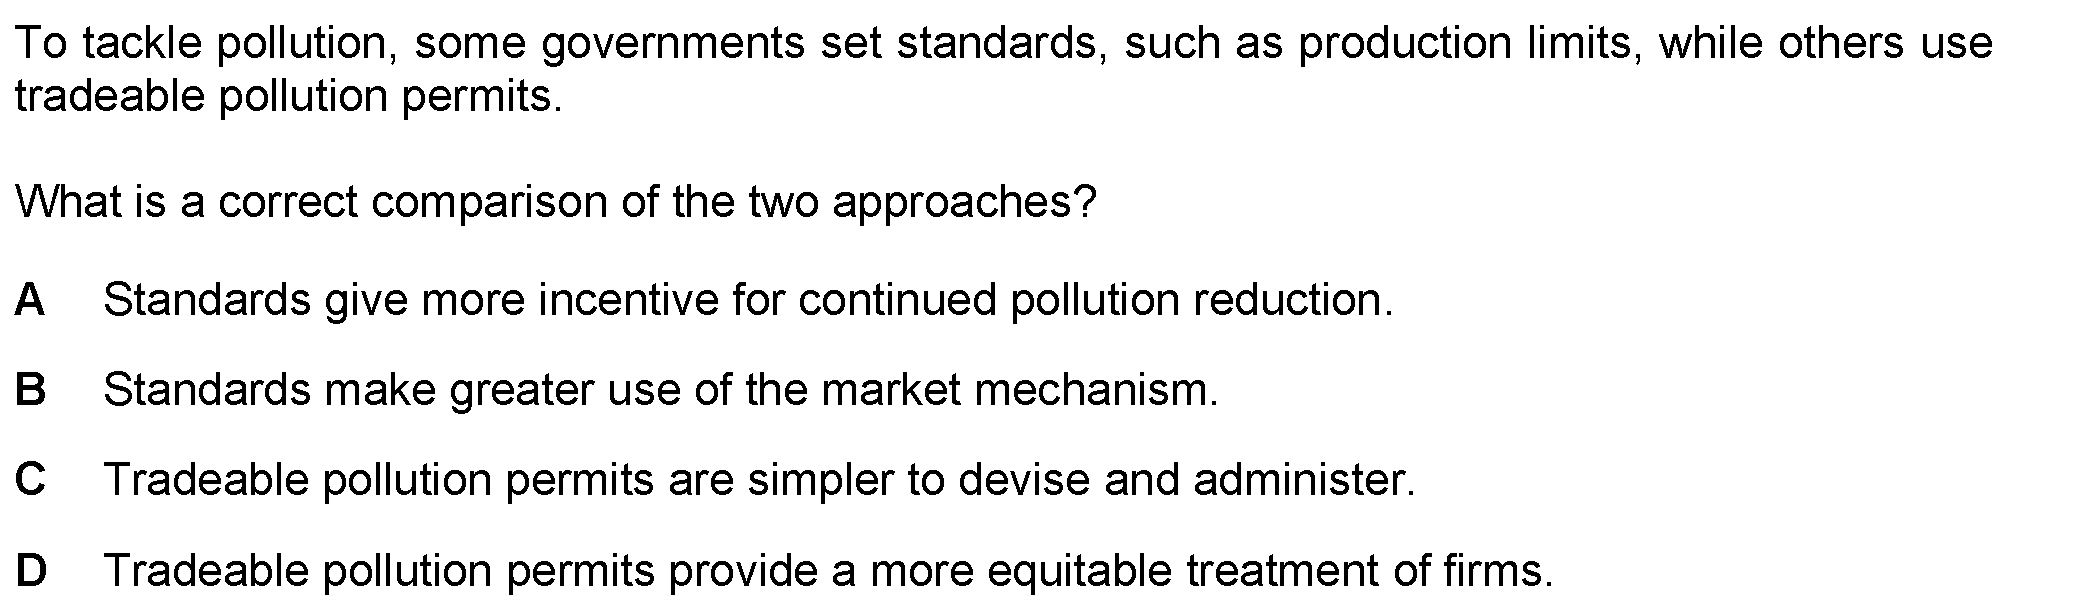 To tackle pollution, some governments set standards, such as production limits, while others use
tradeable pollution permits.
What is a correct comparison of the two approaches?
A Standards give more incentive for continued pollution reduction.
B Standards make greater use of the market mechanism.
C Tradeable pollution permits are simpler to devise and administer.
D Tradeable pollution permits provide a more equitable treatment of firms.